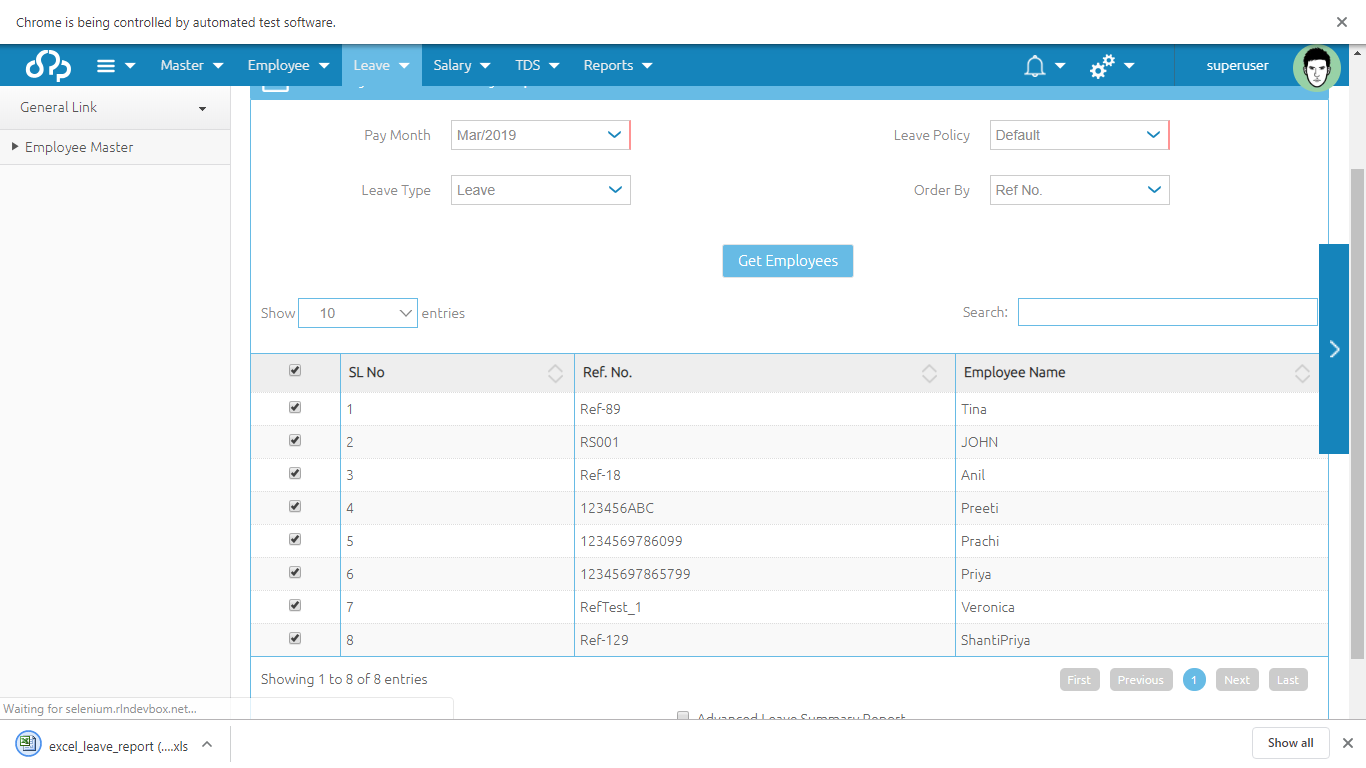 Chrome is being controlled by automated test software.
Master Employee Leave Salary TDS Reports superuser
General Link
Employee Master
Pay Month Mar/2019 Leave Policy Default
Leave Type Leave Order By Ref No.
Get Employees
Show 10 entries Search:
SL No Ref. No. Employee Name
1 Ref-89 Tina
2 RS001 JOHN
3 Ref-18 Anil
4 123456ABC Preeti
5 1234569786099 Prachi
6 12345697865799 Priya
7 RefTest_1 Veronica
8 Ref-129 ShantiPriya
Showing 1 to 8 of 8 entries First Previous 1 Next Last
Waiting for selenium.rlndevbox.net...
Advanced Leave Summary Report
excel_leave_report (....xls Show all